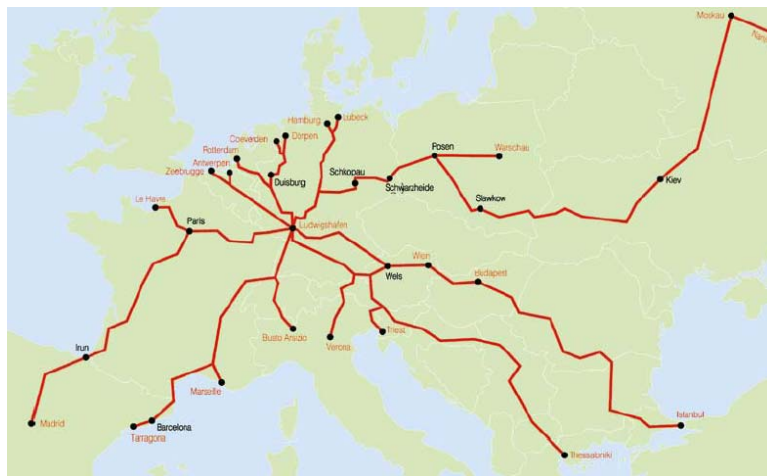 Moskau
Hamburg
Lubeck
Coeverden
Dörpen
Rotterdam
Antwerpen
Zeebrugge
Duisburg
Schkopau
Schwarzheide
Posen
Warschau
Slawkow
Kiev
Le Havre
Paris
Ludwigshafen
Wels
Wien
Budapest
Irun
Busto Arsizio
Verona
Triest
Marseille
Madrid
Barcelona
Tarragona
Istanbul
Thessaloniki